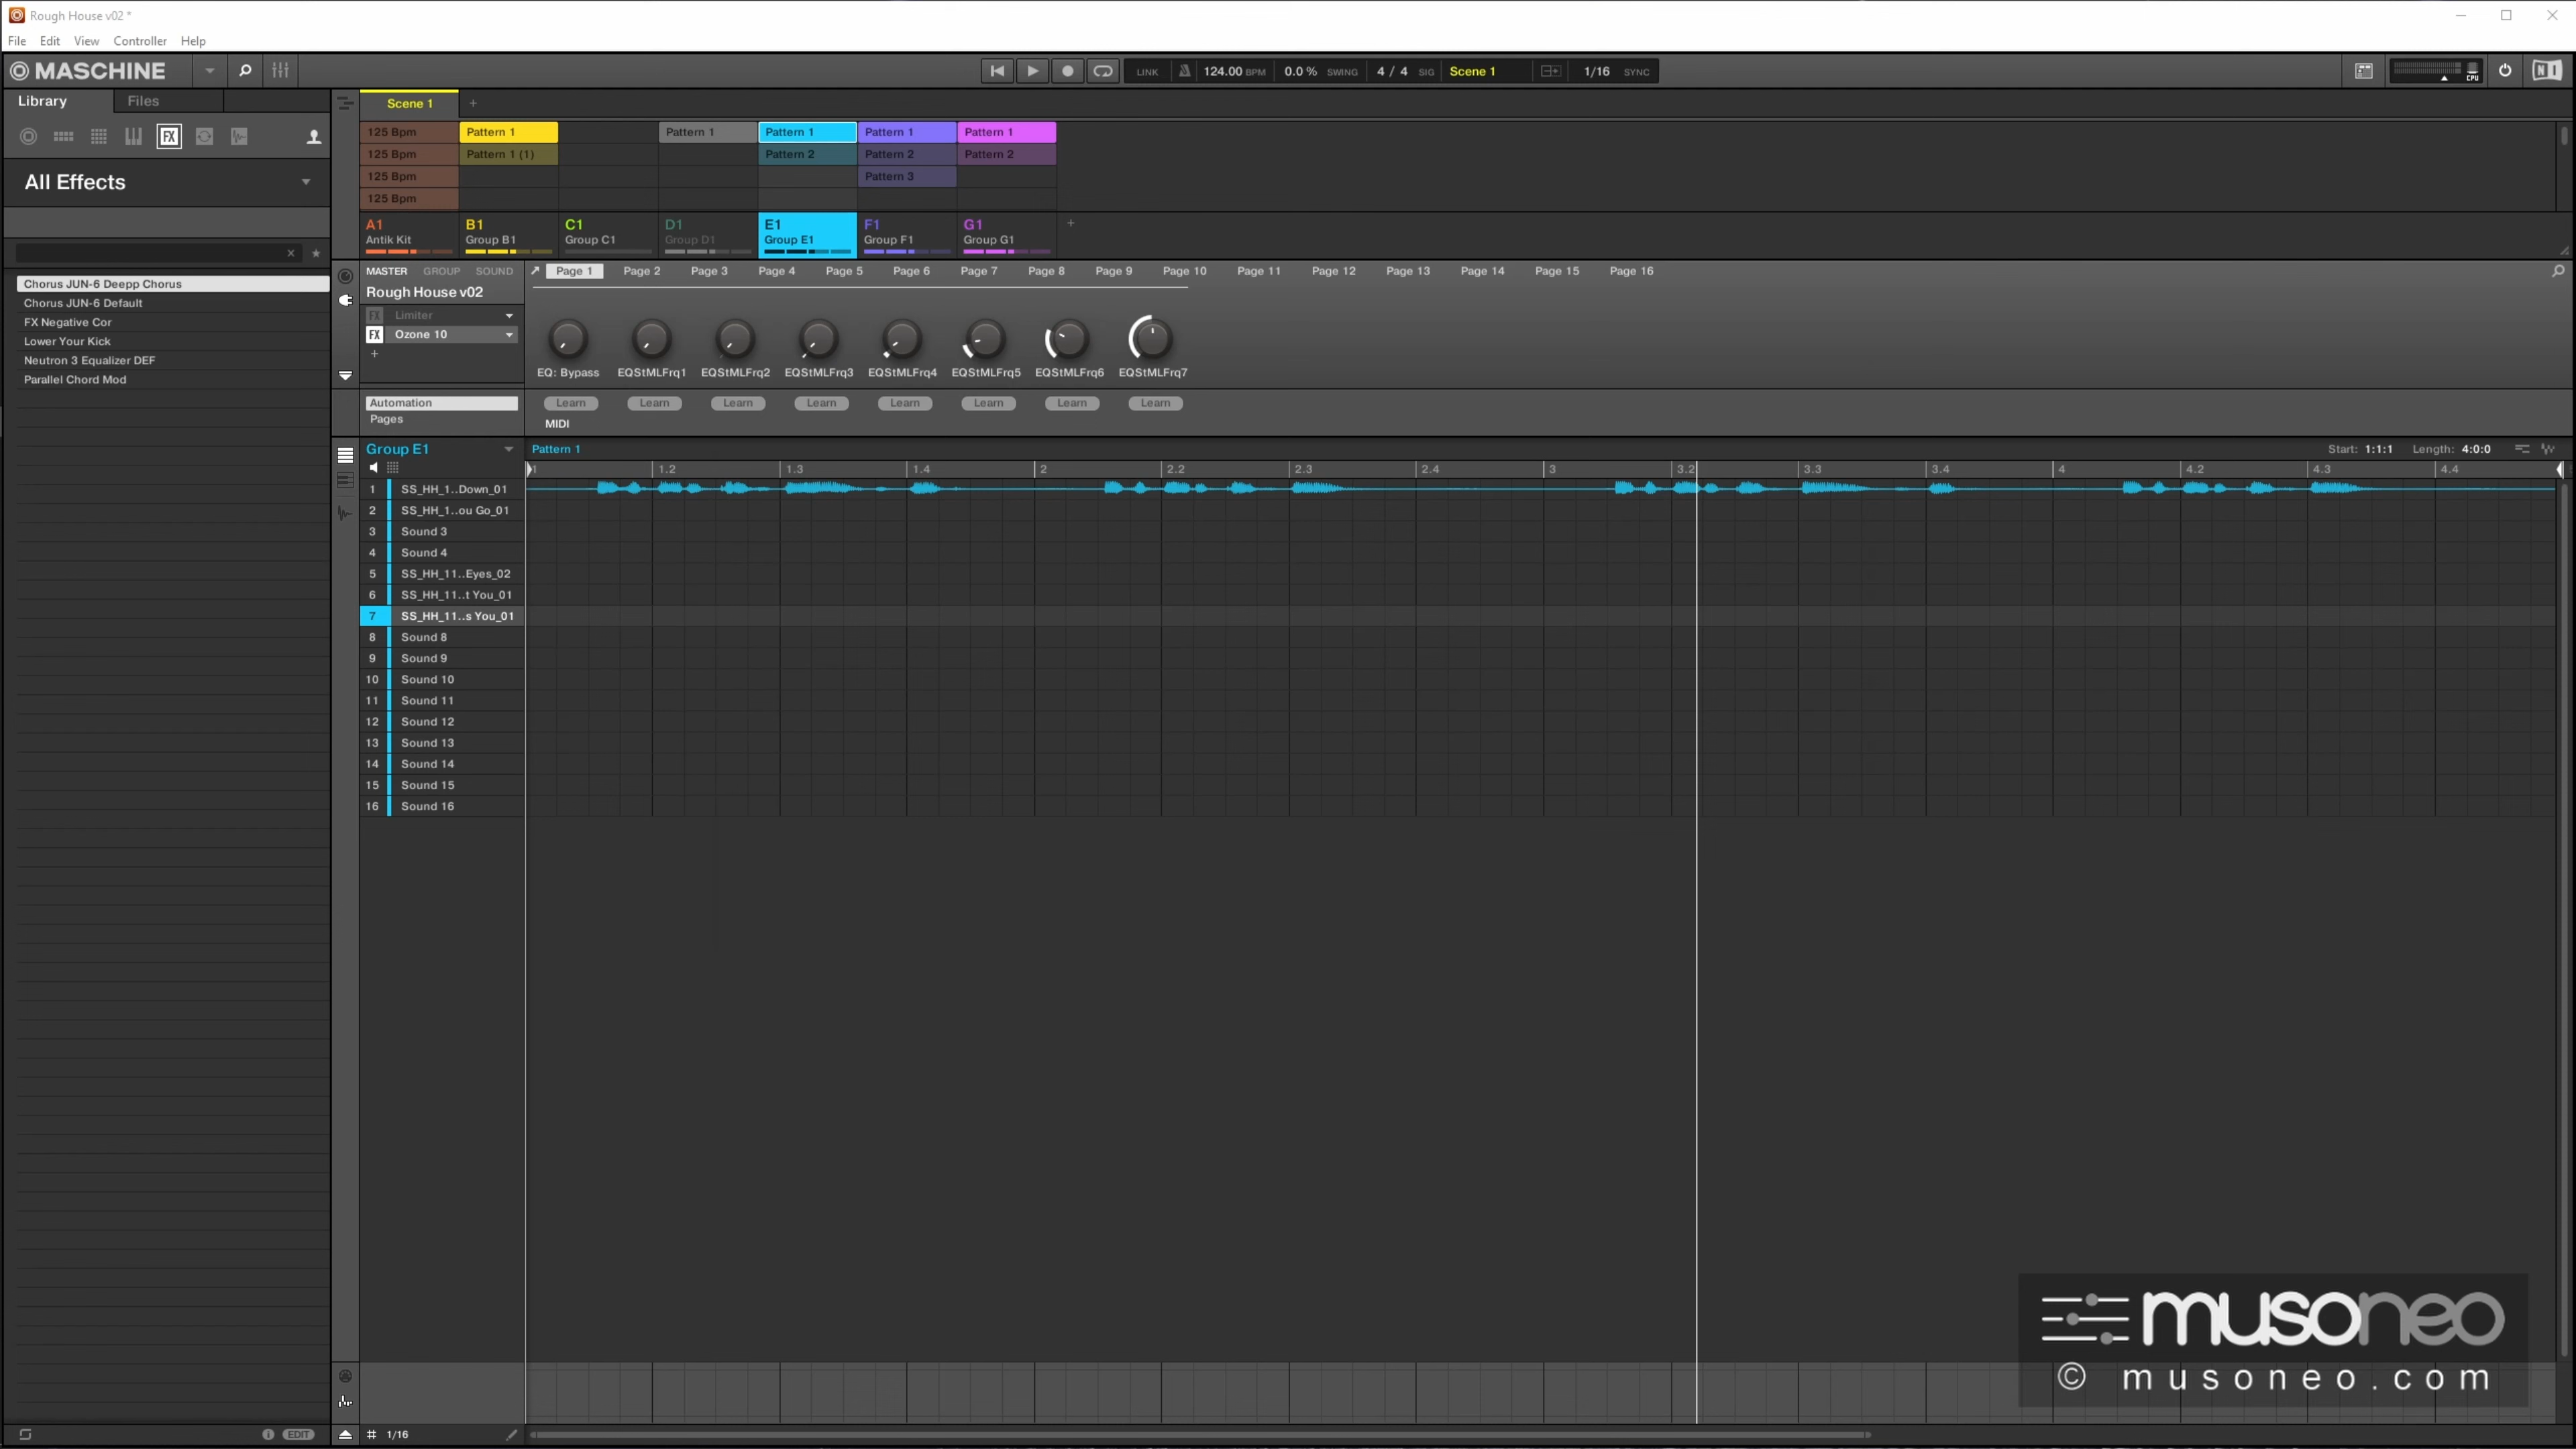 Rough House v02 *
File Edit View Controller Help
MASCHINE
LINK 124.00 BPM 0.0 % SWING 4 / 4 SIG Scene 1 1/16 SYNC
CPU
NI
Library Files
FX
All Effects
Chorus JUN-6 Deepp Chorus
Chorus JUN-6 Default
FX Negative Cor
Lower Your Kick
Neutron 3 Equalizer DEF
Parallel Chord Mod
EDIT
Scene 1 +
125 Bpm Pattern 1 Pattern 1 Pattern 1 Pattern 1 Pattern 1
125 Bpm Pattern 1 (1) Pattern 2 Pattern 2 Pattern 2
125 Bpm Pattern 3
125 Bpm
A1 B1 C1 D1 E1 F1 G1 +
Antik Kit Group B1 Group C1 Group D1 Group E1 Group F1 Group G1
MASTER GROUP SOUND
Page 1 Page 2 Page 3 Page 4 Page 5 Page 6 Page 7 Page 8 Page 9 Page 10 Page 11 Page 12 Page 13 Page 14 Page 15 Page 16
Rough House v02
FX Limiter
FX Ozone 10
+
EQ: Bypass EQStMLFrq1 EQStMLFrq2 EQStMLFrq3 EQStMLFrq4 EQStMLFrq5 EQStMLFrq6 EQStMLFrq7
Automation
Pages
Learn Learn Learn Learn Learn Learn Learn Learn
MIDI
Group E1
Pattern 1
Start: 1:1:1 Length: 4:0:0
1 1.2 1.3 1.4 2 2.2 2.3 2.4 3 3.2 3.3 3.4 4 4.2 4.3 4.4
1 SS_HH_1..Down_01
2 SS_HH_1..ou Go_01
3 Sound 3
4 Sound 4
5 SS_HH_11..Eyes_02
6 SS_HH_11..t You_01
7 SS_HH_11..s You_01
8 Sound 8
9 Sound 9
10 Sound 10
11 Sound 11
12 Sound 12
13 Sound 13
14 Sound 14
15 Sound 15
16 Sound 16
# 1/16
musoneo
© musoneo.com